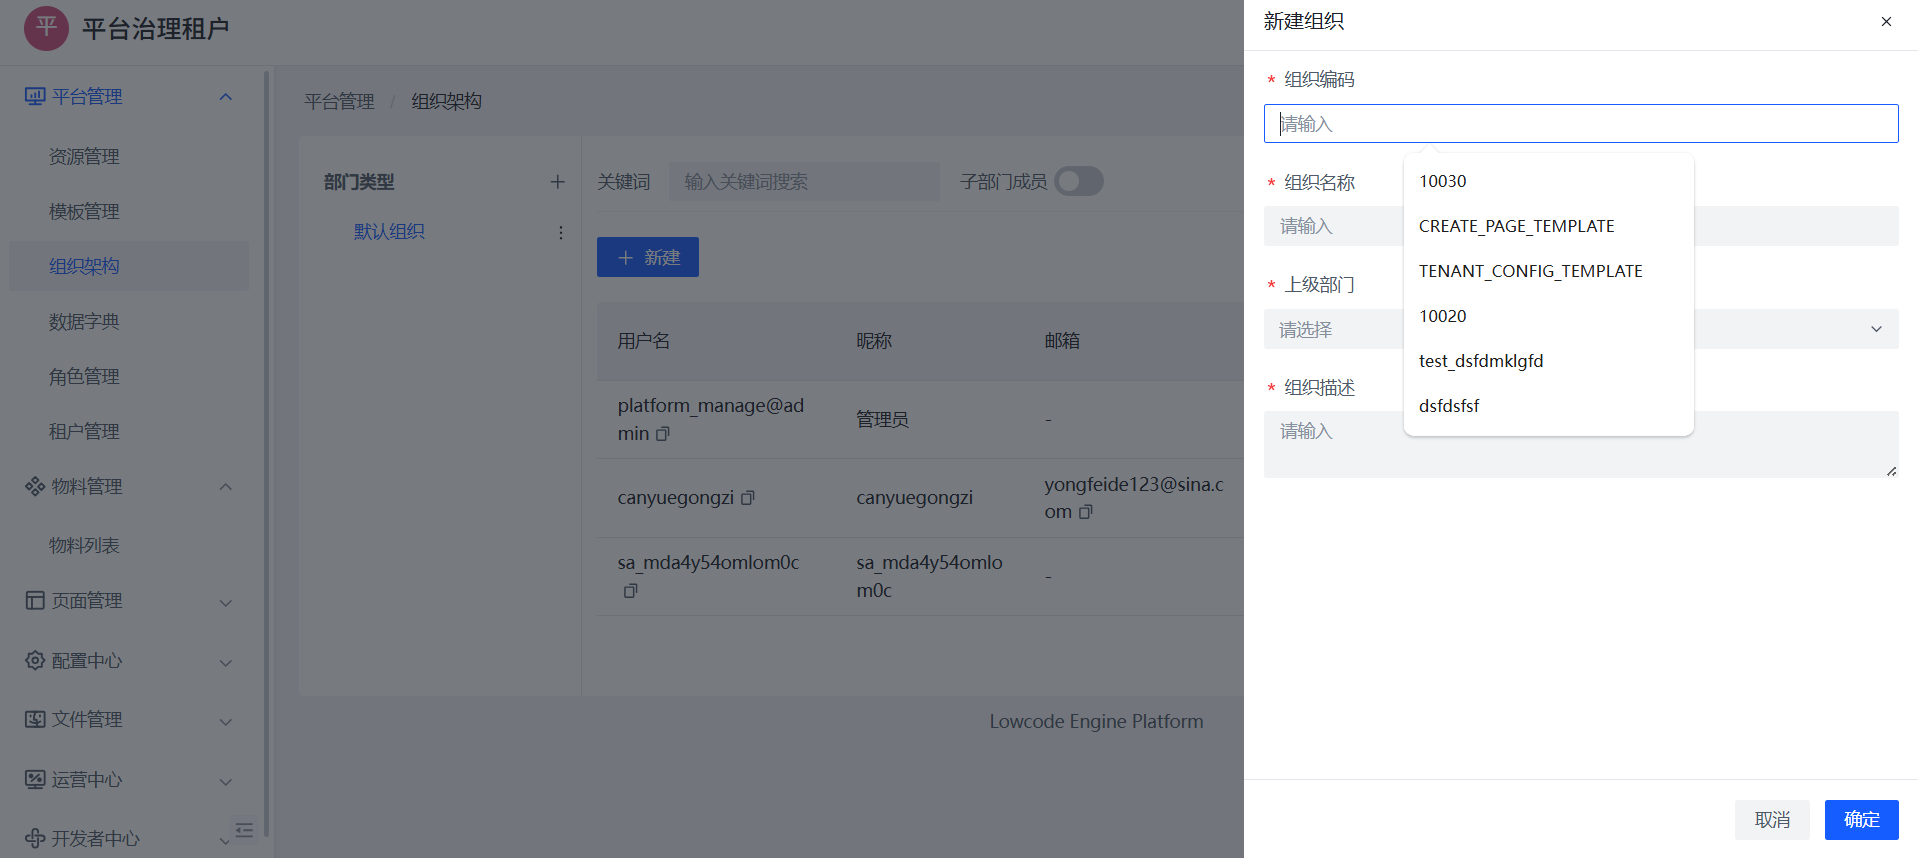 平 平台治理租户
平台管理
资源管理
模板管理
组织架构
数据字典
角色管理
租户管理
物料管理
物料列表
页面管理
配置中心
文件管理
运营中心
开发者中心
平台管理 / 组织架构
部门类型
默认组织
关键词 输入关键词搜索 子部门成员
新建
用户名 昵称 邮箱
platform_manage@ad
min
管理员
-
canyuegongzi
canyuegongzi
yongfeide123@sina.c
om
sa_mda4y54omlom0c
sa_mda4y54omlo
m0c
-
Lowcode Engine Platform
新建组织
* 组织编码
请输入
10030
CREATE_PAGE_TEMPLATE
TENANT_CONFIG_TEMPLATE
10020
test_dsfdmklgfd
dsfdsfsf
* 组织名称
请输入
* 上级部门
请选择
* 组织描述
请输入
取消 确定